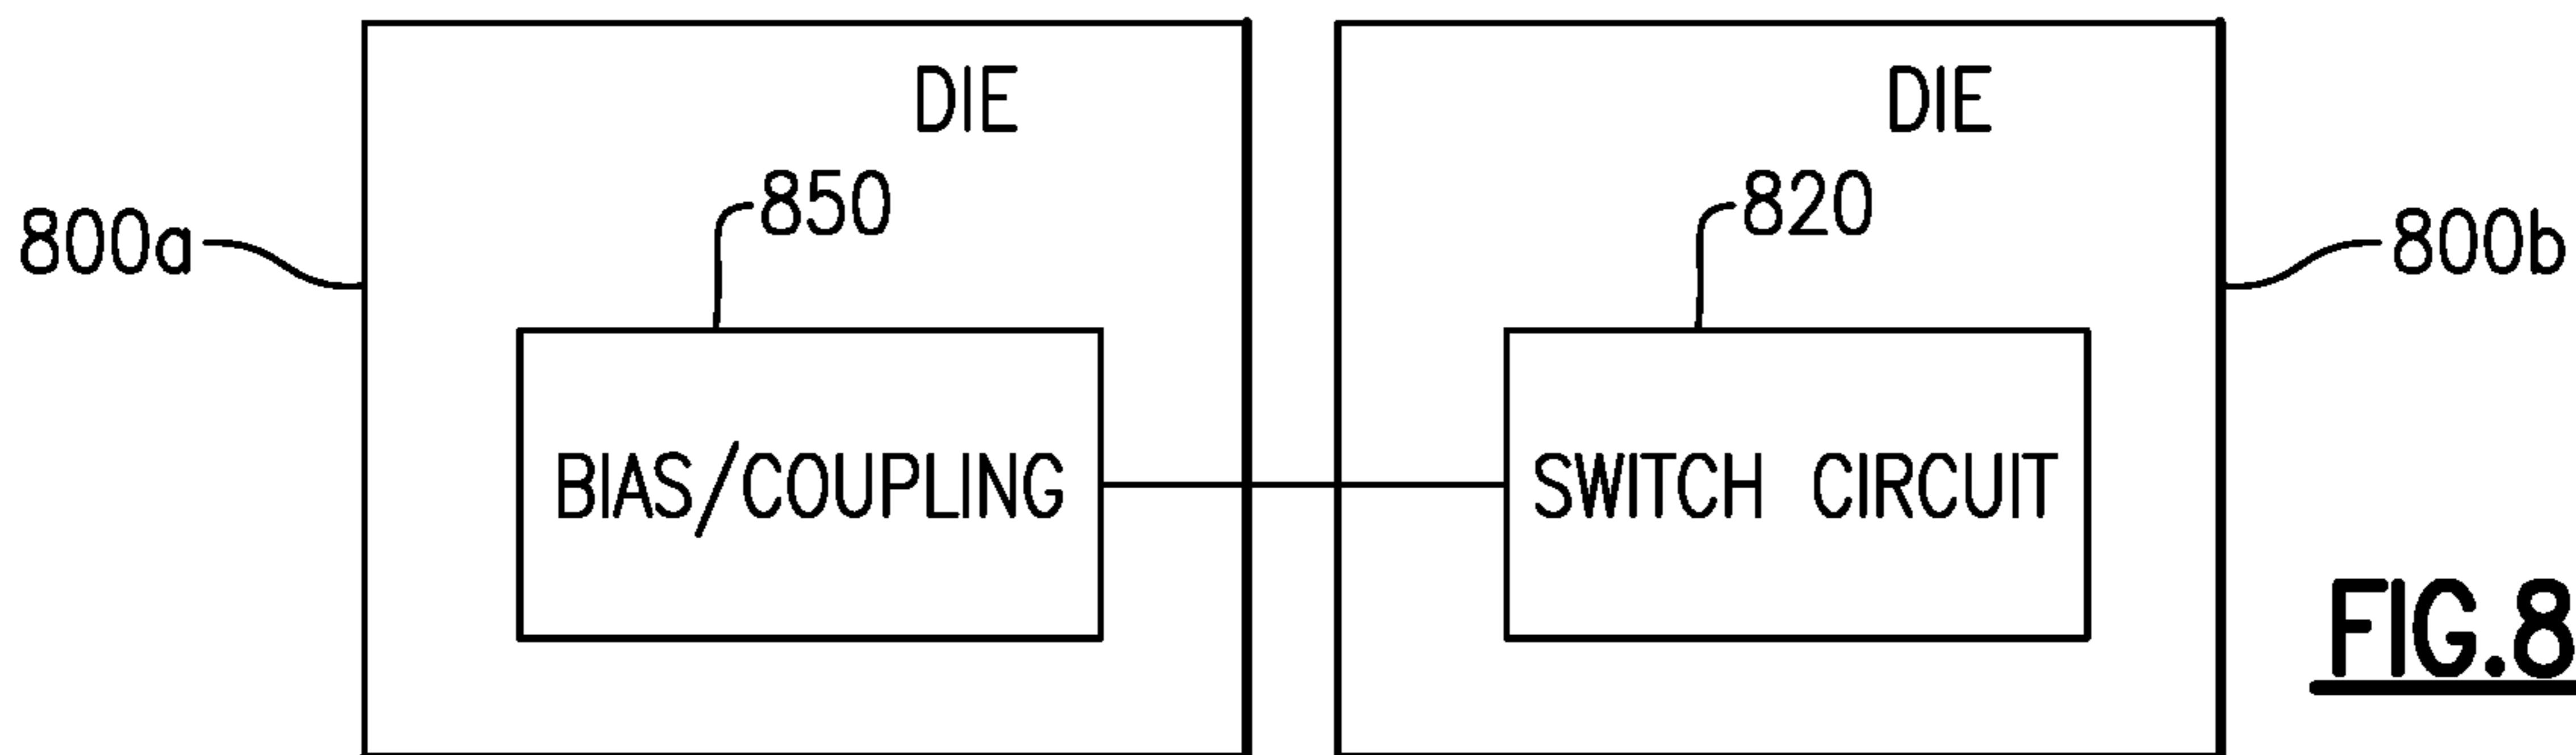 DIE
DIE
850
820
800a
800b
BIAS/COUPLING
SWITCH CIRCUIT
FIG.8